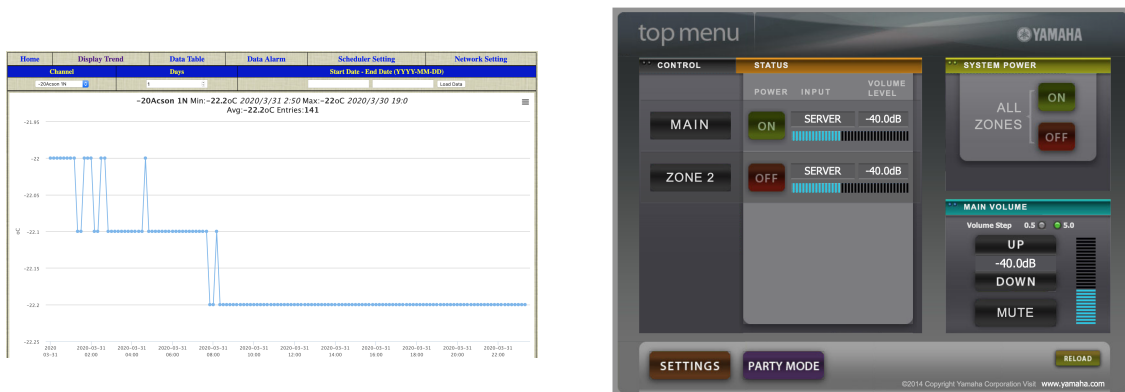 Home Display Trend Data Table Data Alarm Scheduler Setting Network Setting
Channel Days Start Date - End Date (YYYY-MM-DD)
-20Acson 1N 1 Load Data
-20Acson 1N Min:-22.2oC 2020/3/31 2:50 Max:-22oC 2020/3/30 19:0
Avg:-22.2oC Entries:141
-21.95
-22
-22.05
-22.1
-22.15
-22.2
-22.25
oC
2020 03-31
2020-03-31 02:00
2020-03-31 04:00
2020-03-31 06:00
2020-03-31 08:00
2020-03-31 10:00
2020-03-31 12:00
2020-03-31 14:00
2020-03-31 16:00
2020-03-31 18:00
2020-03-31 20:00
2020-03-31 22:00
top menu
YAMAHA
CONTROL STATUS
POWER INPUT VOLUME LEVEL
MAIN ON SERVER -40.0dB
ZONE 2 OFF SERVER -40.0dB
SYSTEM POWER
ALL ZONES
ON
OFF
MAIN VOLUME
Volume Step 0.5 5.0
UP
-40.0dB
DOWN
MUTE
SETTINGS PARTY MODE
RELOAD
©2014 Copyright Yamaha Corporation Visit www.yamaha.com